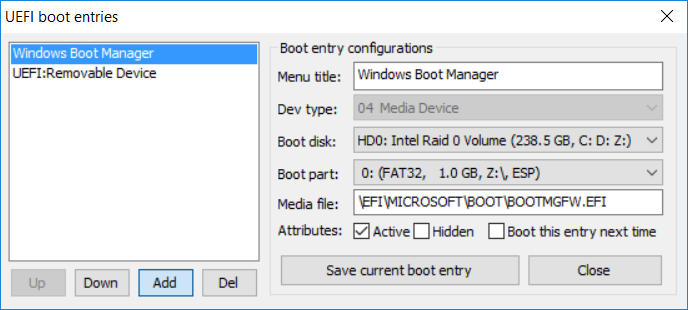 UEFI boot entries
Windows Boot Manager
UEFI:Removable Device
Up Down Add Del
Boot entry configurations
Menu title: Windows Boot Manager
Dev type: 04 Media Device
Boot disk: HD0: Intel Raid 0 Volume (238.5 GB, C: D: Z:)
Boot part: 0: (FAT32, 1.0 GB, Z:\, ESP)
Media file: \EFI\MICROSOFT\BOOT\BOOTMGFW.EFI
Attributes: Active Hidden Boot this entry next time
Save current boot entry Close